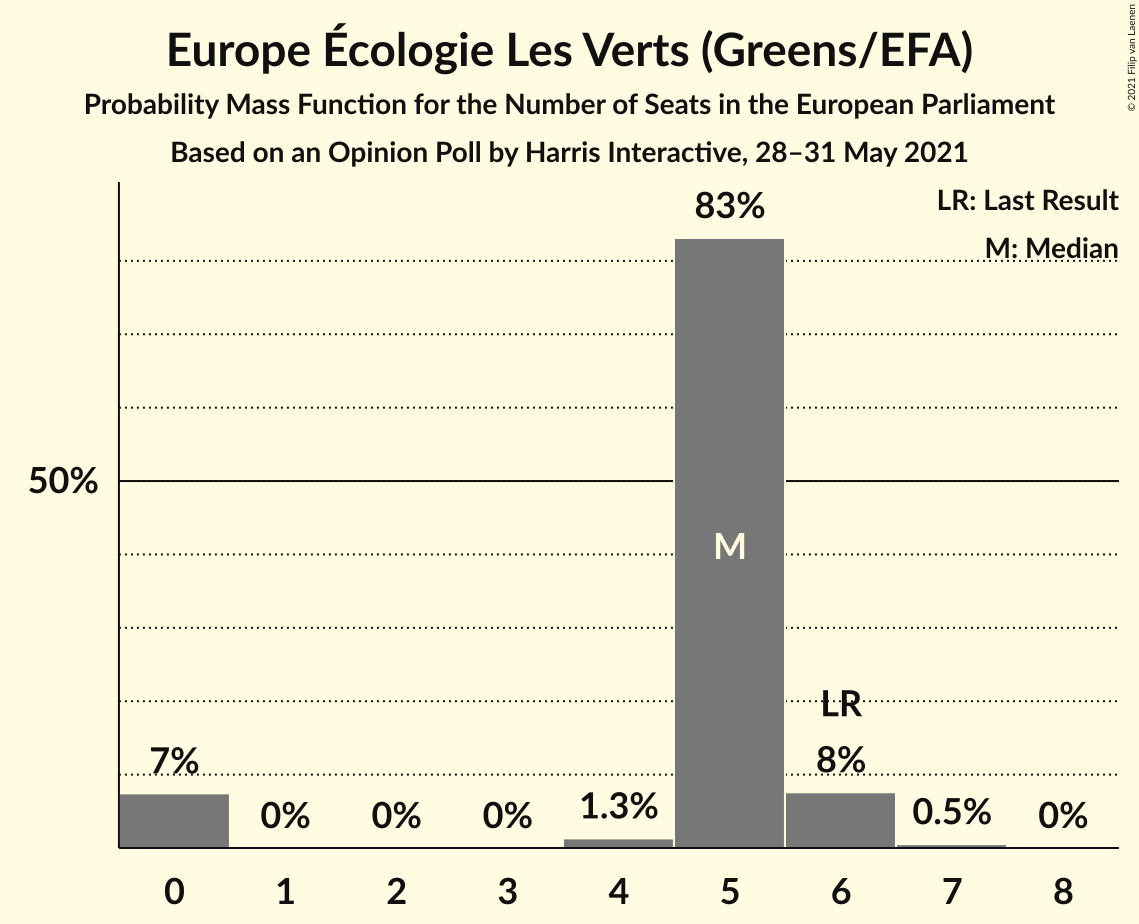 Europe Écologie Les Verts (Greens/EFA)
Probability Mass Function for the Number of Seats in the European Parliament
Based on an Opinion Poll by Harris Interactive, 28–31 May 2021
© 2021 Filip van Laenen
LR: Last Result
M: Median
83%
50%
M
LR
7%
0%
0%
0%
1.3%
8%
0.5%
0%
0 1 2 3 4 5 6 7 8